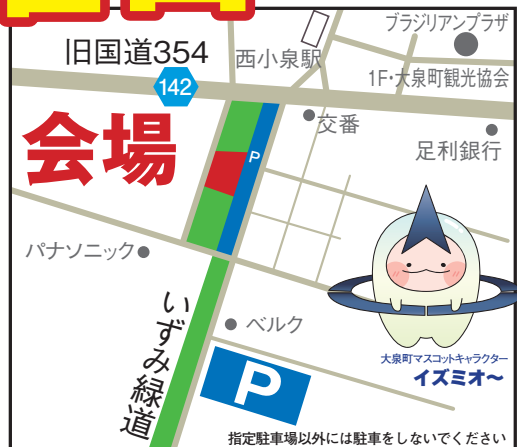 ブラジリアンプラザ
旧国道354
西小泉駅
1F・大泉町観光協会
142
会場
P
交番
足利銀行
パナソニック
いずみ緑道
ベルク
P
大泉町マスコットキャラクター
イズミオ～
指定駐車場以外には駐車をしないでください